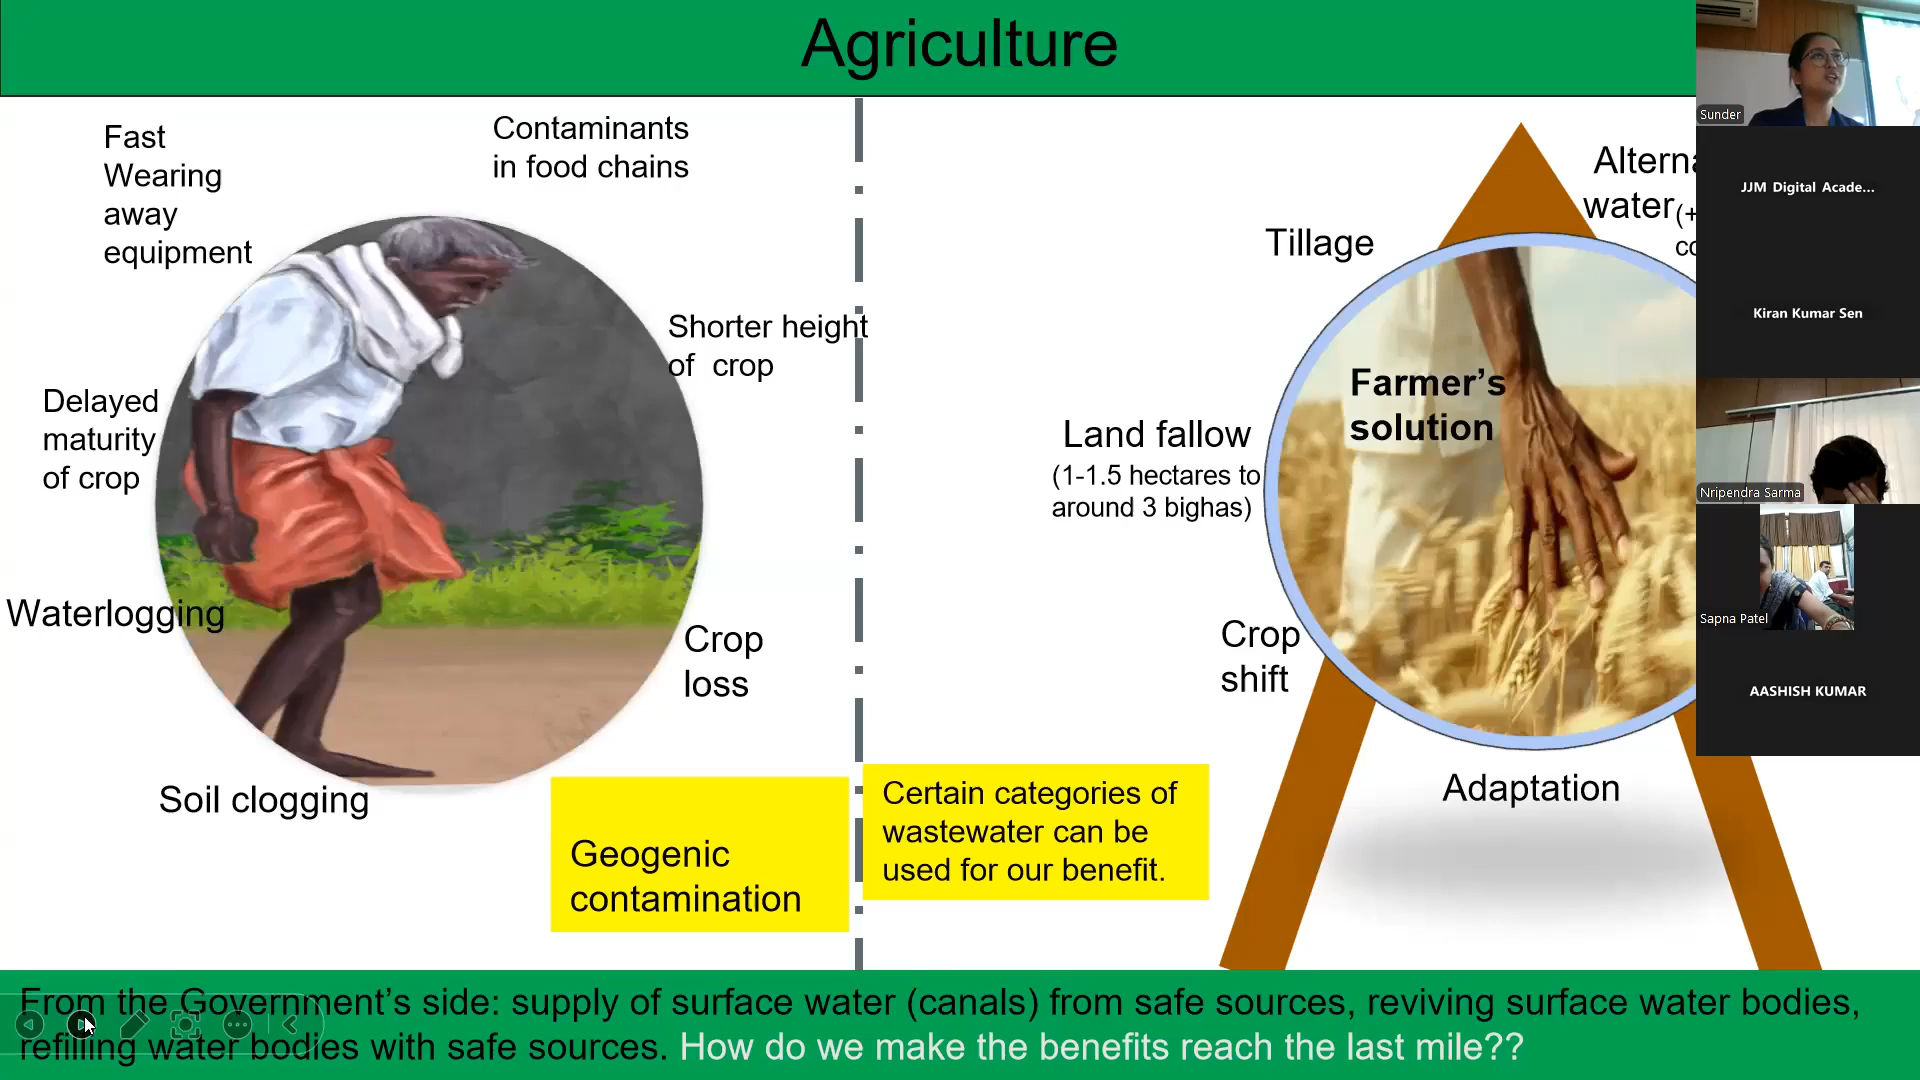 Agriculture
Fast
Wearing
away
equipment
Contaminants
in food chains
Shorter height
of crop
Delayed
maturity
of crop
Waterlogging
Crop
loss
Soil clogging
Geogenic
contamination
Tillage
water
Farmer's
solution
Land fallow
(1-1.5 hectares to
around 3 bighas)
Crop
shift
Adaptation
Certain categories of
wastewater can be
used for our benefit.
From the Government's side: supply of surface water (canals) from safe sources, reviving surface water bodies,
refilling water bodies with safe sources. How do we make the benefits reach the last mile??
Sunder
JJM Digital Acade...
Kiran Kumar Sen
Nripendra Sarma
Sapna Patel
AASHISH KUMAR